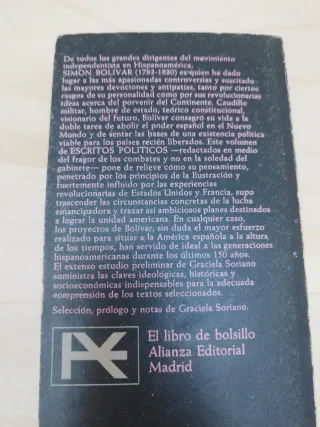 De todos los grandes dirigentes del movimiento
independentista en Hispanoamérica,
SIMON BOLIVAR (1783-1830) es quien ha dado
lugar a las más apasionadas controversias y suscitado
las mayores devociones y antipatías, tanto por ciertos
rasgos de su personalidad como por sus revolucionarias
ideas acerca del porvenir del Continente. Caudillo
militar, hombre de estado, teórico constitucional,
visionario del futuro, Bolívar consagró su vida a la
doble tarea de abolir el poder español en el Nuevo
Mundo y de sentar las bases de una existencia política
viable para los países recién liberados. Este volumen
de ESCRITOS POLITICOS —redactados en medio
del fragor de los combates y no en la soledad del
gabinete— pone de relieve cómo su pensamiento,
penetrado por los principios de la Ilustración y
fuertemente influido por las experiencias
revolucionarias de Estados Unidos y Francia, supo
trascender las circunstancias concretas de la lucha
emancipadora y trazar así ambiciosos planes destinados
a lograr la unidad americana. En cualquier caso,
los proyectos de Bolívar, sin duda el mayor esfuerzo
realizado para situar a la América española a la altura
de los tiempos, han servido de ideal a las generaciones
hispanoamericanas durante los últimos 150 años.
El extenso estudio preliminar de Graciela Soriano
suministra las claves ideológicas, históricas y
socioeconómicas indispensables para la adecuada
comprensión de los textos seleccionados.
Selección, prólogo y notas de Graciela Soriano.
El libro de bolsillo
Alianza Editorial
Madrid